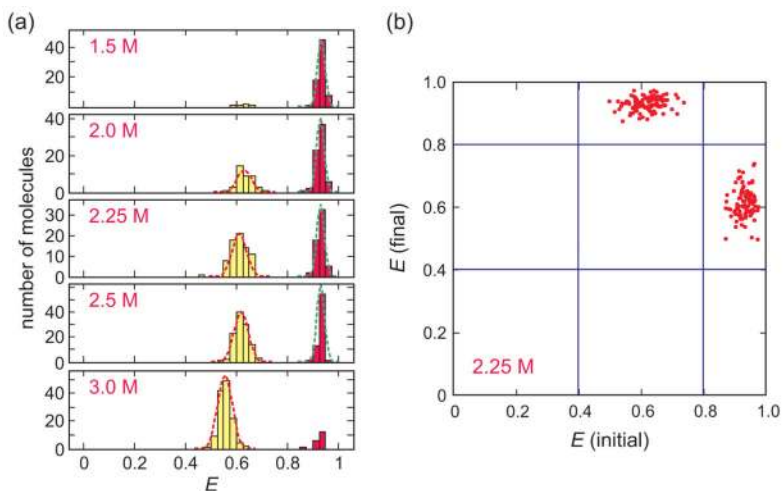 (a)
1.5 M
40
20
2.0 M
40
20
0
2.25 M
30
20
10
0
2.5 M
60
40
20
0
3.0 M
40
20
0
0 0.2 0.4 0.6 0.8 1
E
number of molecules
(b)
1.0
0.8
0.6
0.4
0.2
0
2.25 M
0 0.2 0.4 0.6 0.8 1.0
E (initial)
E (final)